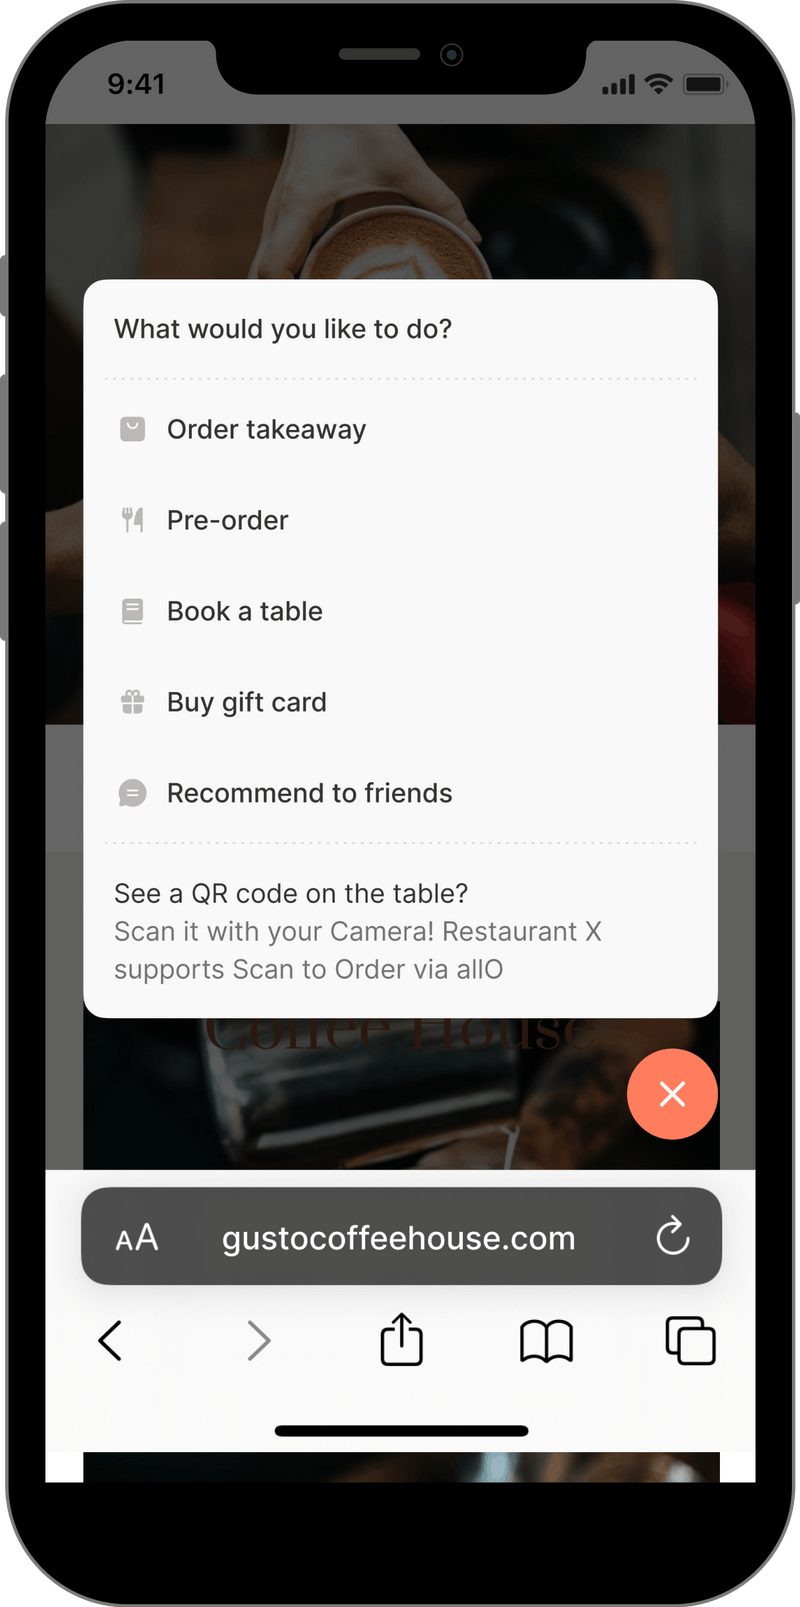 9:41
What would you like to do?
Order takeaway
Pre-order
Book a table
Buy gift card
Recommend to friends
See a QR code on the table?
Scan it with your Camera! Restaurant X
supports Scan to Order via allO
Coffee House
AA gustocoffeehouse.com